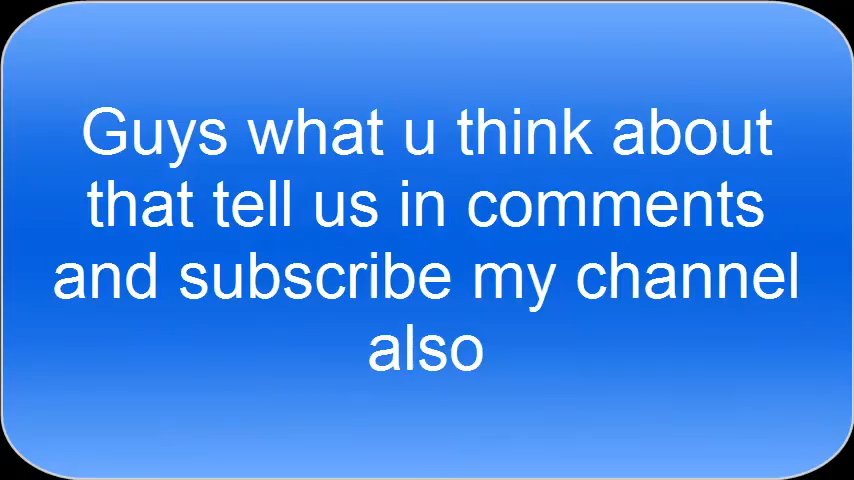 Guys what u think about
that tell us in comments
and subscribe my channel
also